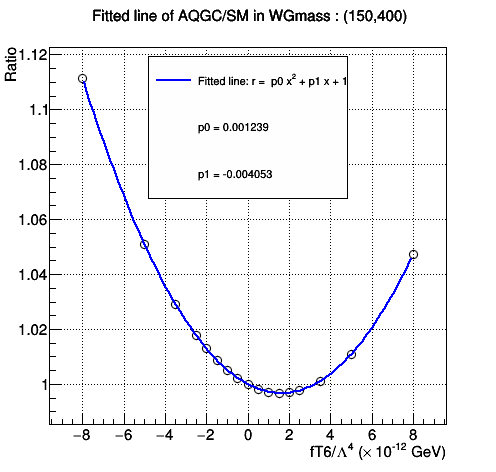 Fitted line of AQGC/SM in WGmass : (150,400)
Ratio
1.12
1.1
1.08
1.06
1.04
1.02
1
Fitted line: r = p0 x² + p1 x + 1
p0 = 0.001239
p1 = -0.004053
−8 −6 −4 −2 0 2 4 6 8
fT6/Λ⁴ (× 10⁻¹² GeV)